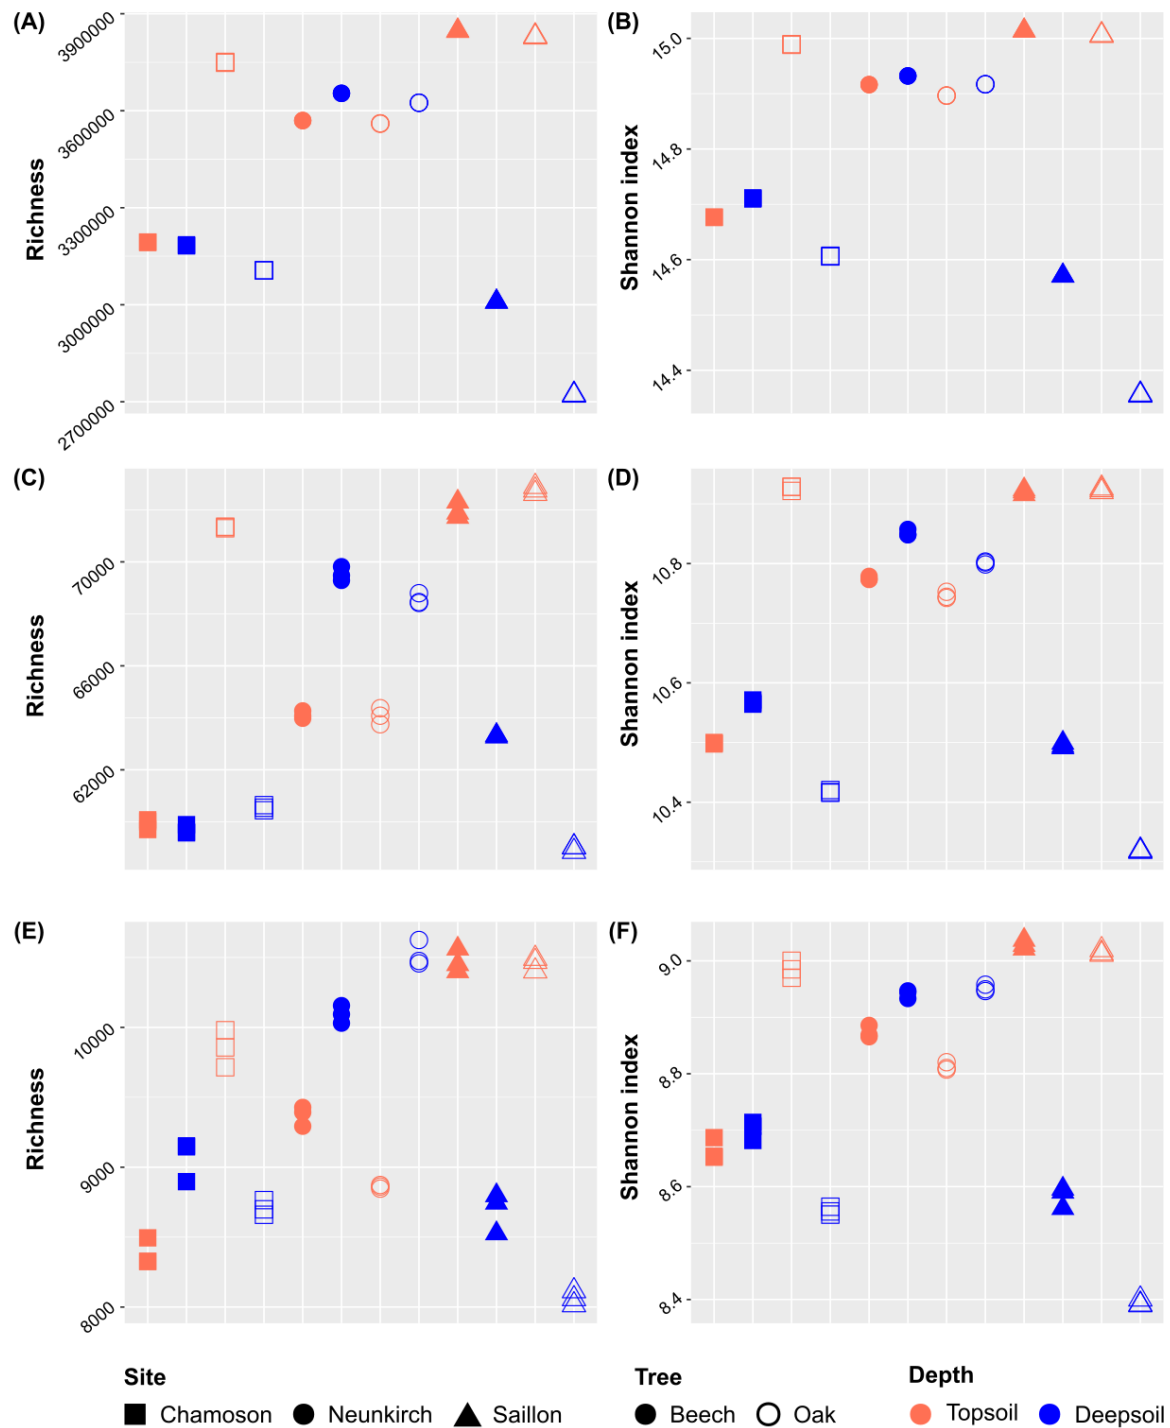 (A)
Richness
3900000
3600000
3300000
3000000
2700000
(B)
Shannon index
15.0
14.8
14.6
14.4
(C)
Richness
70000
66000
62000
(D)
Shannon index
10.8
10.6
10.4
(E)
Richness
10000
9000
8000
(F)
Shannon index
9.0
8.8
8.6
8.4
Site
Tree
Depth
Chamoson Neunkirch Saillon Beech Oak Topsoil Deepsoil